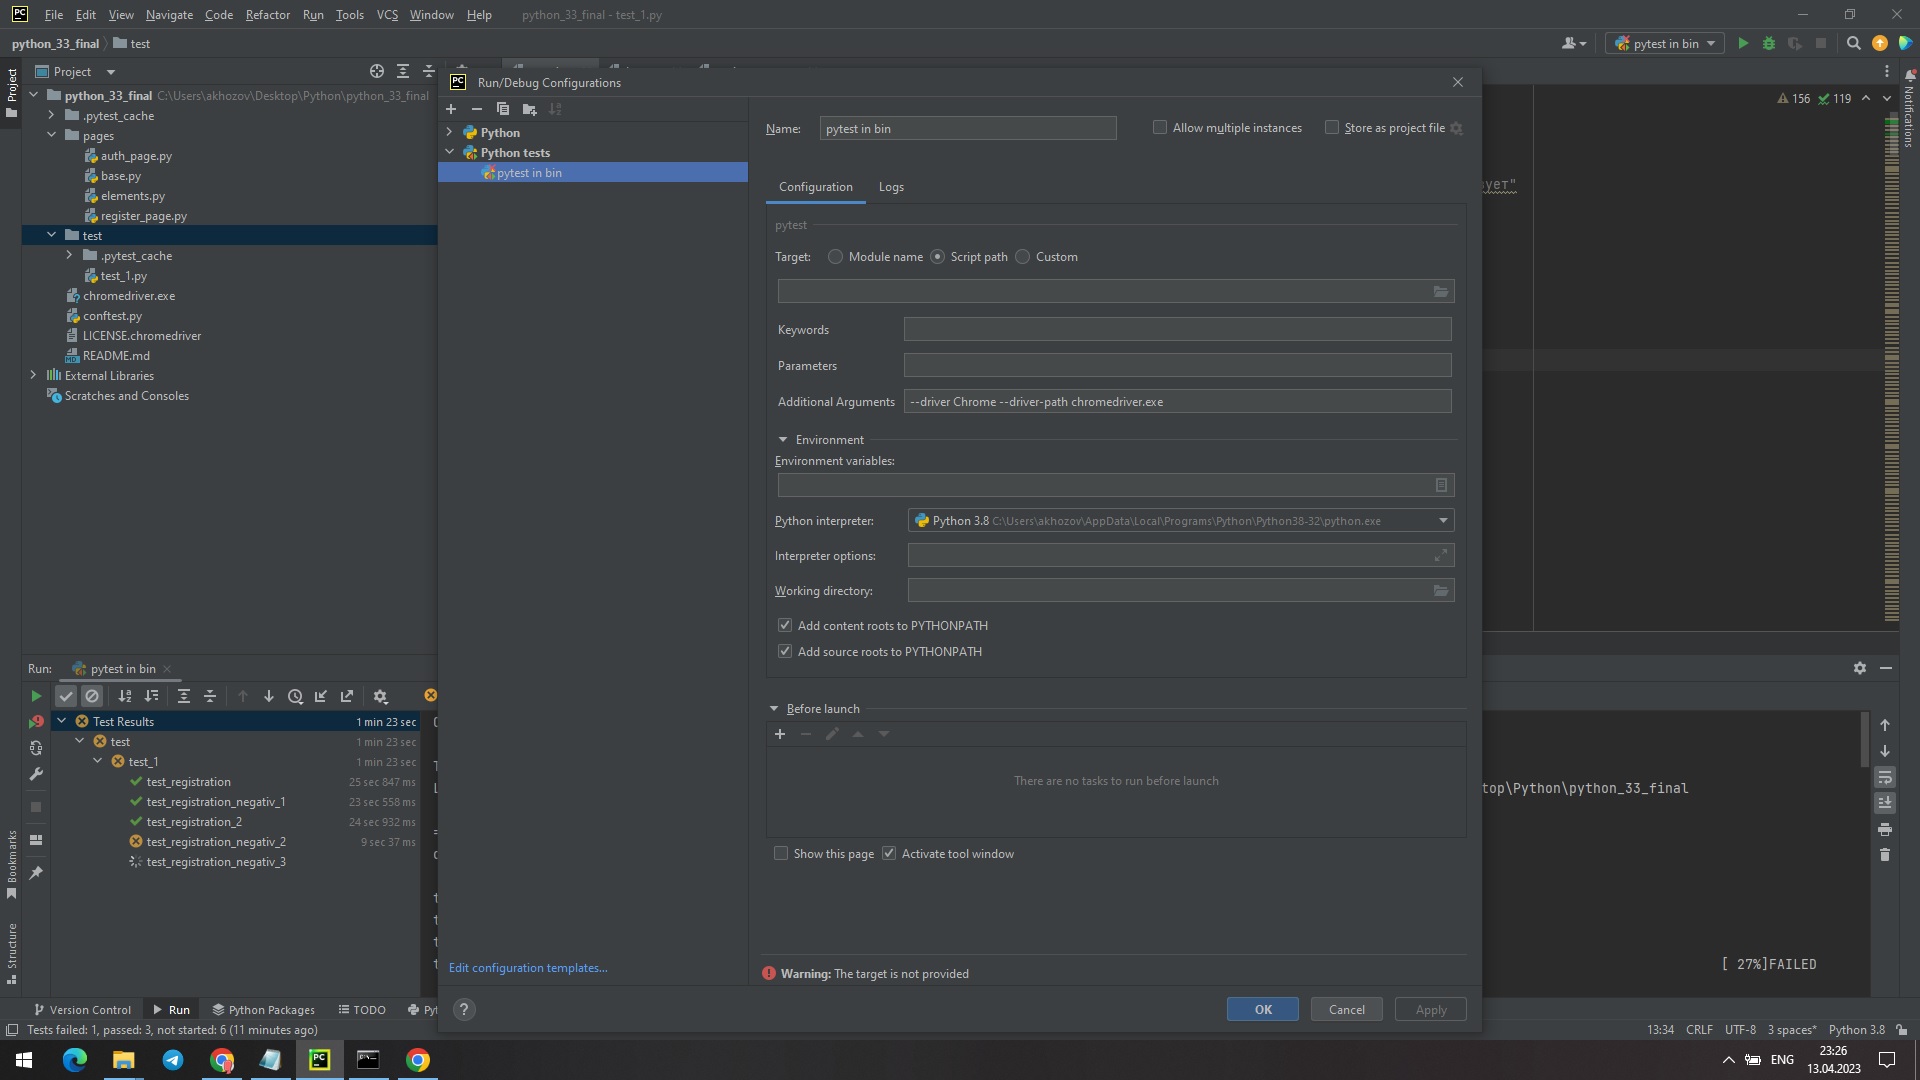 PC File Edit View Navigate Code Refactor Run Tools VCS Window Help python_33_final - test_1.py
python_33_final test
pytest in bin
Project
Project
python_33_final C:\Users\akhozov\Desktop\Python\python_33_final
.pytest_cache
pages
auth_page.py
base.py
elements.py
register_page.py
test
.pytest_cache
test_1.py
chromedriver.exe
conftest.py
LICENSE.chromedriver
README.md
External Libraries
Scratches and Consoles
PC Run/Debug Configurations
Python
Python tests
pytest in bin
Edit configuration templates...
Name: pytest in bin Allow multiple instances Store as project file
Configuration Logs
pytest
Target: Module name Script path Custom
Keywords
Parameters
Additional Arguments --driver Chrome --driver-path chromedriver.exe
Environment
Environment variables:
Python interpreter: Python 3.8 C:\Users\akhozov\AppData\Local\Programs\Python\Python38-32\python.exe
Interpreter options:
Working directory:
Add content roots to PYTHONPATH
Add source roots to PYTHONPATH
Before launch
There are no tasks to run before launch
Show this page Activate tool window
Warning: The target is not provided
? OK Cancel Apply
156 119
Notifications
ует"
Run: pytest in bin
Test Results 1 min 23 sec
test 1 min 23 sec
test_1 1 min 23 sec
test_registration 25 sec 847 ms
test_registration_negativ_1 23 sec 558 ms
test_registration_2 24 sec 932 ms
test_registration_negativ_2 9 sec 37 ms
test_registration_negativ_3
top\Python\python_33_final
[ 27%]FAILED
Bookmarks
Structure
Version Control Run Python Packages TODO
Tests failed: 1, passed: 3, not started: 6 (11 minutes ago)
13:34 CRLF UTF-8 3 spaces* Python 3.8
PC ENG 23:26
13.04.2023